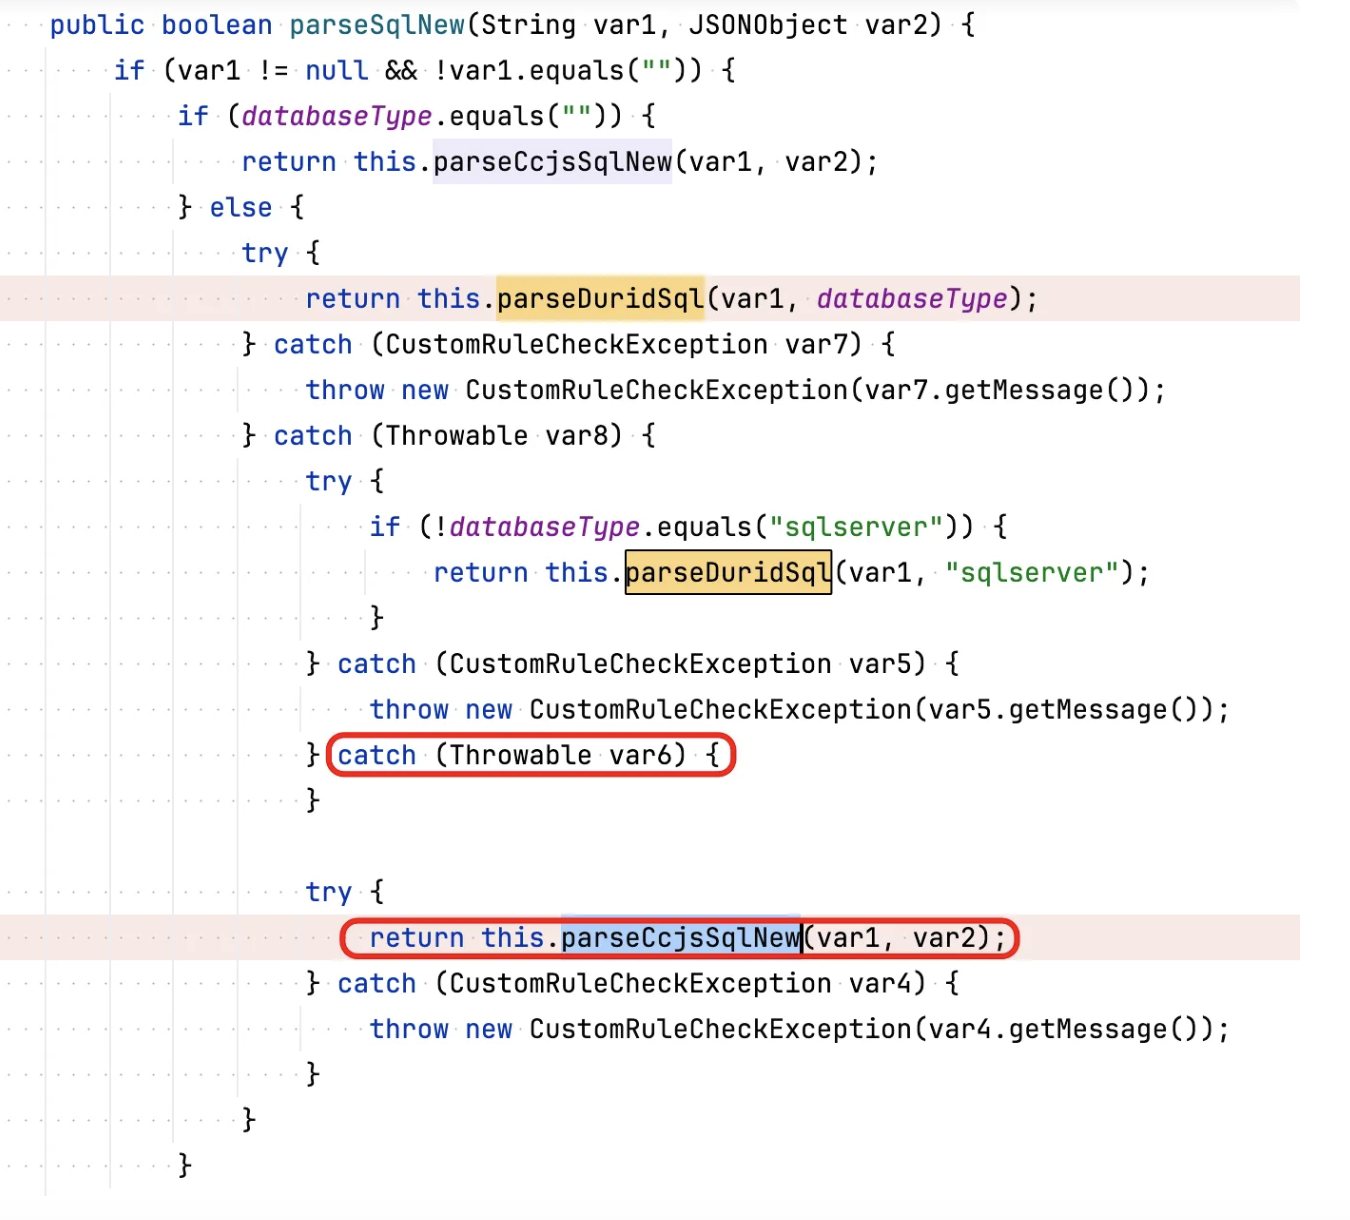 public boolean parseSqlNew(String var1, JSONObject var2) {
if (var1 != null && !var1.equals("")) {
if (databaseType.equals("")) {
return this.parseCcjsSqlNew(var1, var2);
} else {
try {
return this.parseDuridSql(var1, databaseType);
} catch (CustomRuleCheckException var7) {
throw new CustomRuleCheckException(var7.getMessage());
} catch (Throwable var8) {
try {
if (!databaseType.equals("sqlserver")) {
return this.parseDuridSql(var1, "sqlserver");
}
} catch (CustomRuleCheckException var5) {
throw new CustomRuleCheckException(var5.getMessage());
} catch (Throwable var6) {
}
try {
return this.parseCcjsSqlNew(var1, var2);
} catch (CustomRuleCheckException var4) {
throw new CustomRuleCheckException(var4.getMessage());
}
}
}